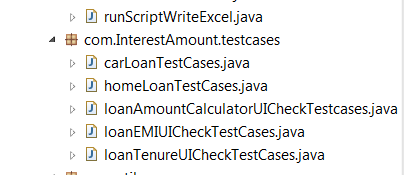 runScriptWriteExcel.java
com.InterestAmount.testcases
carLoanTestCases.java
homeLoanTestCases.java
loanAmountCalculatorUICheckTestcases.java
loanEMIUICheckTestCases.java
loanTenureUICheckTestCases.java